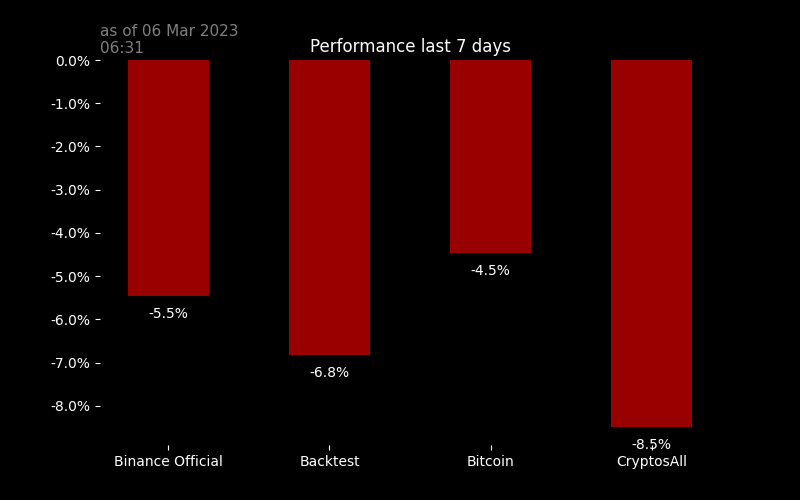 as of 06 Mar 2023
06:31
Performance last 7 days
0.0%
-1.0%
-2.0%
-3.0%
-4.0%
-5.0%
-6.0%
-7.0%
-8.0%
-5.5%
-6.8%
-4.5%
-8.5%
Binance Official
Backtest
Bitcoin
CryptosAll